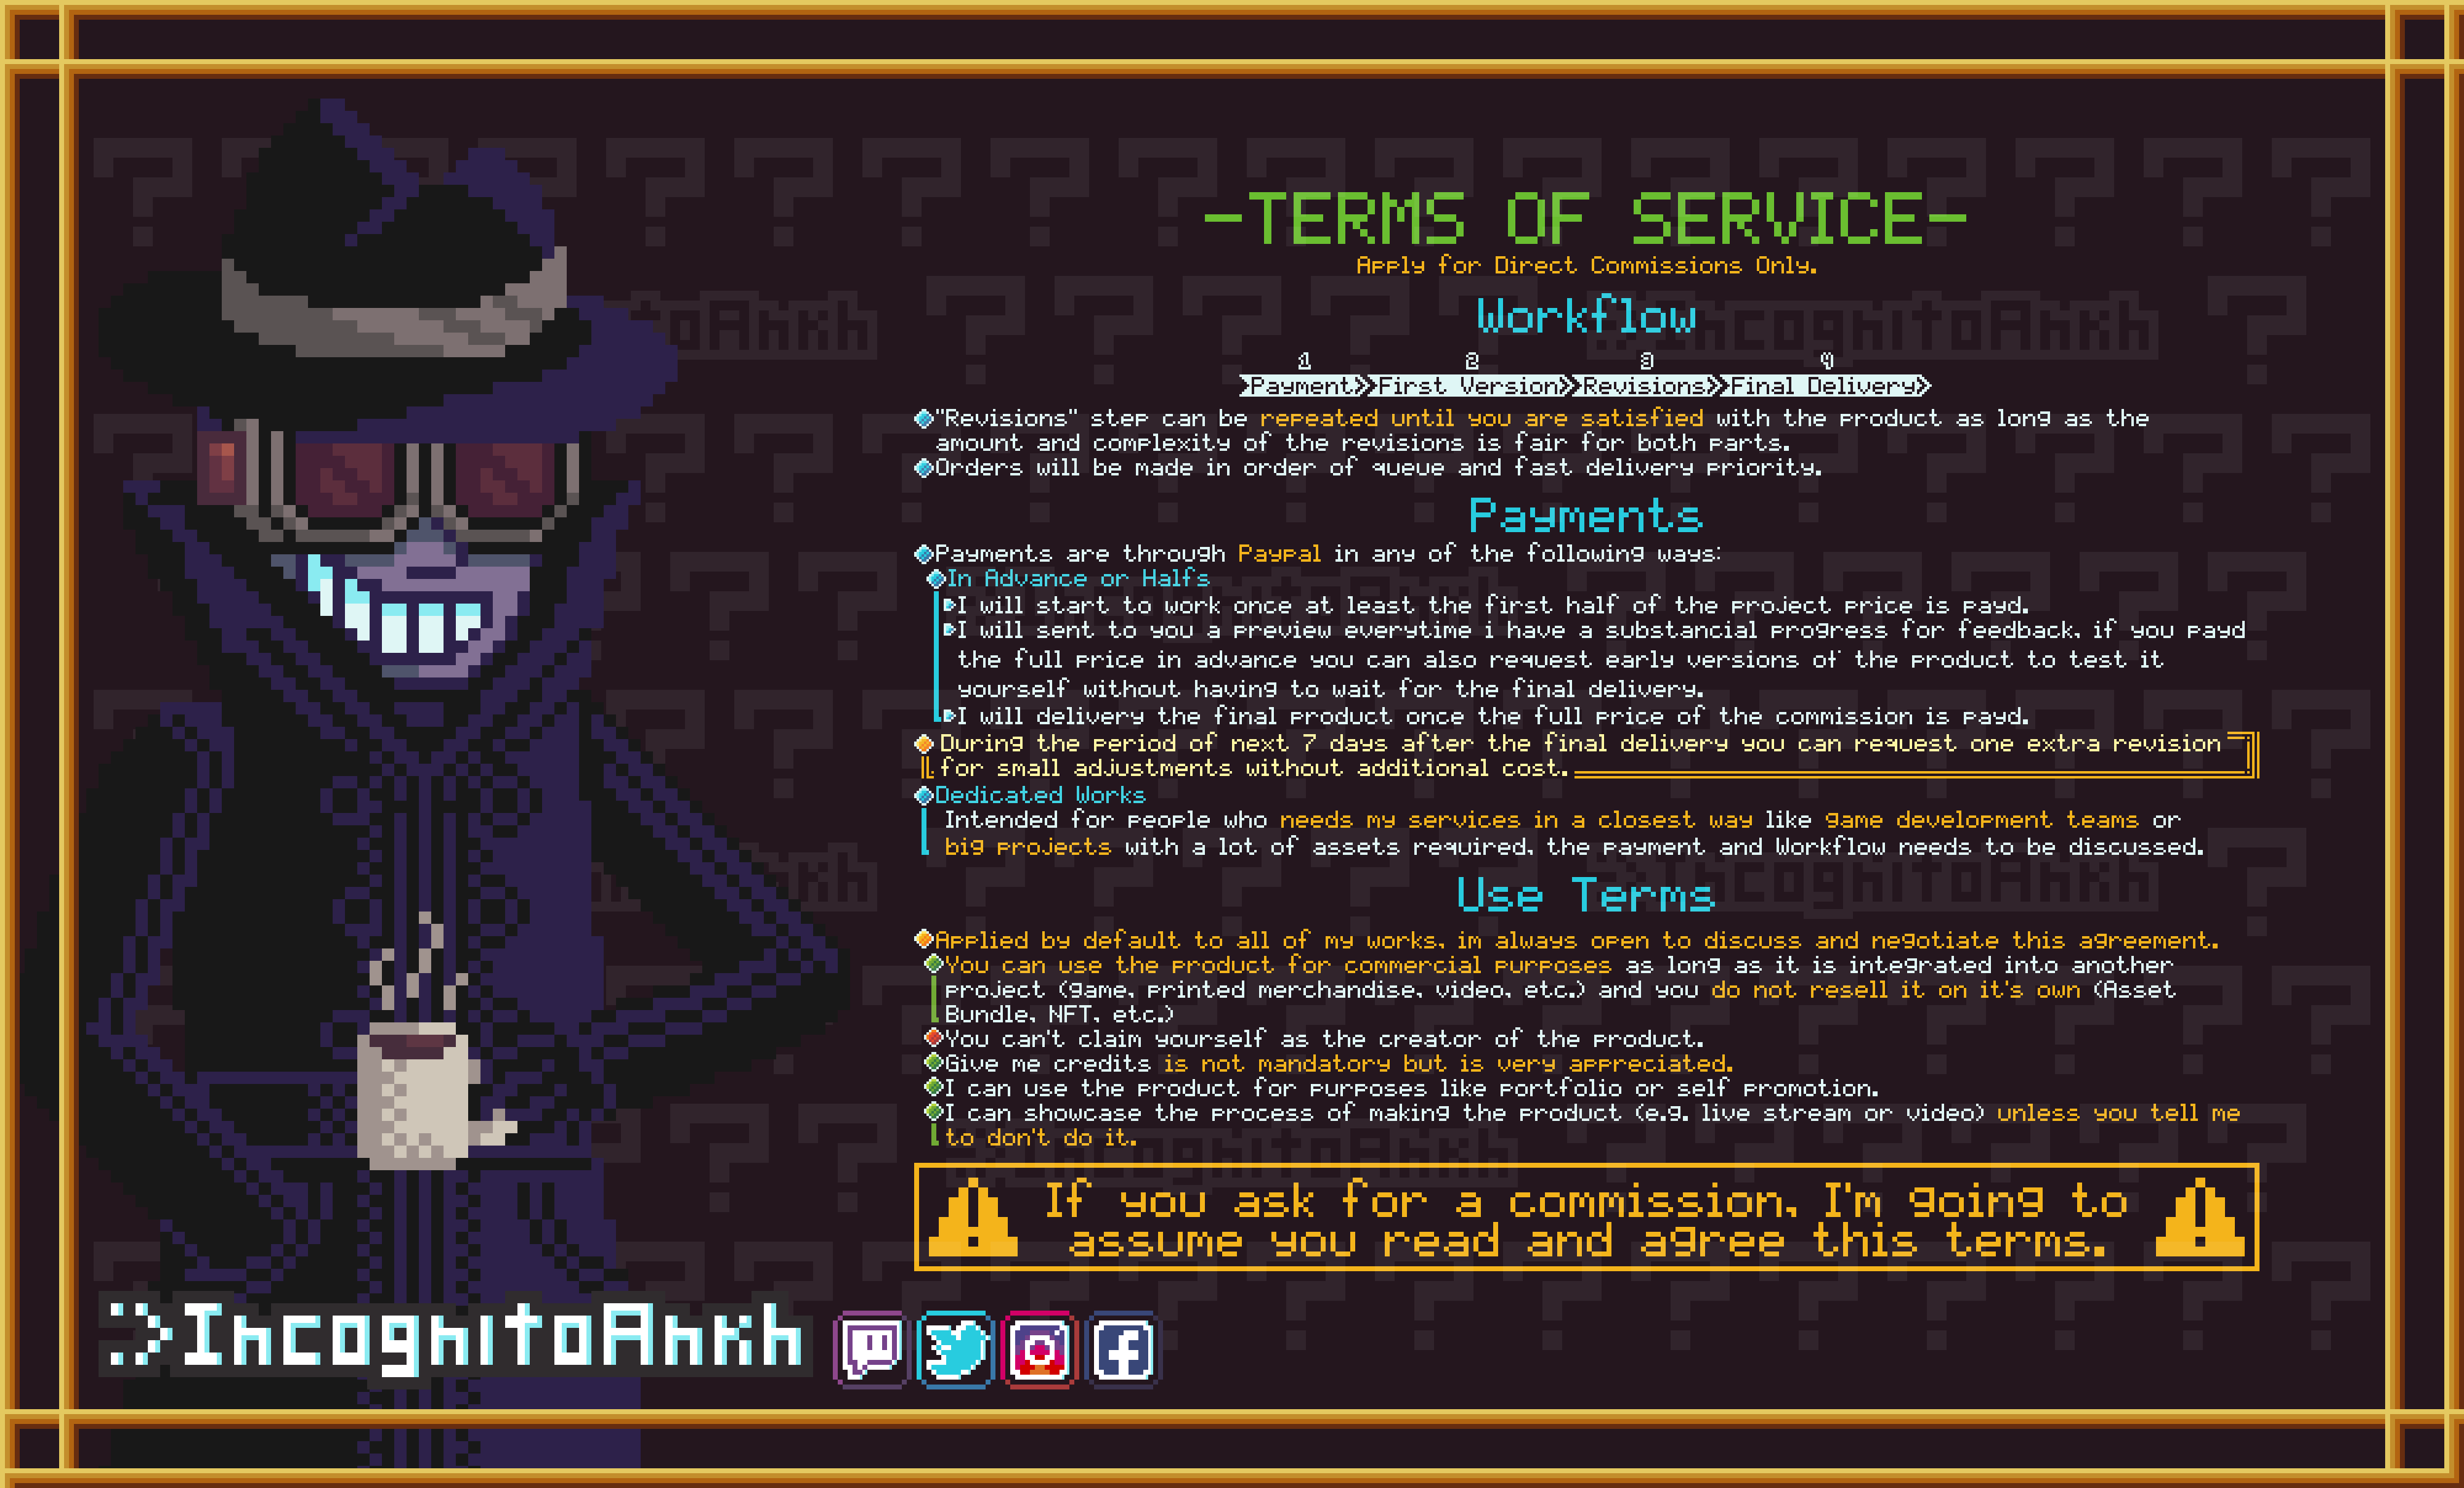 -TERMS OF SERVICE-
Apply for Direct Commissions Only.
Workflow
1 2 3 4
Payment First Version Revisions Final Delivery
"Revisions" step can be repeated until you are satisfied with the product as long as the
amount and complexity of the revisions is fair for both parts.
Orders will be made in order of queue and fast delivery priority.
Payments
Payments are through Paypal in any of the following ways:
In Advance or Halfs
I will start to work once at least the first half of the project price is payd.
I will sent to you a preview everytime i have a substancial progress for feedback, if you payd
the full price in advance you can also request early versions of the product to test it
yourself without having to wait for the final delivery.
I will delivery the final product once the full price of the commission is payd.
During the period of next 7 days after the final delivery you can request one extra revision
for small adjustments without additional cost.
Dedicated Works
Intended for people who needs my services in a closest way like game development teams or
big projects with a lot of assets required, the payment and Workflow needs to be discussed.
Use Terms
Applied by default to all of my works, im always open to discuss and negotiate this agreement.
You can use the product for commercial purposes as long as it is integrated into another
project (game, printed merchandise, video, etc.) and you do not resell it on it's own (Asset
Bundle, NFT, etc.)
You can't claim yourself as the creator of the product.
Give me credits is not mandatory but is very appreciated.
I can use the product for purposes like portfolio or self promotion.
I can showcase the process of making the product (e.g. live stream or video) unless you tell me
to don't do it.
If you ask for a commission, I'm going to
assume you read and agree this terms.
::>IncognitoAnkh